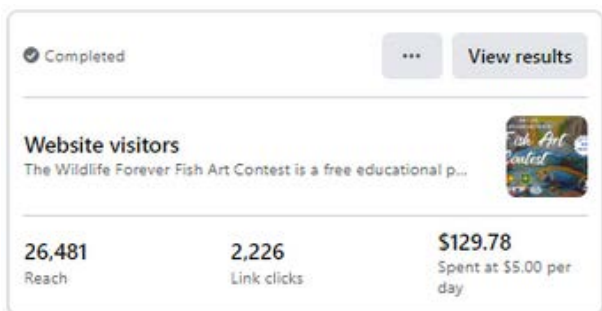 Completed
... View results
Website visitors
The Wildlife Forever Fish Art Contest is a free educational p...
Fish Art
Contest
26,481
Reach
2,226
Link clicks
$129.78
Spent at $5.00 per
day